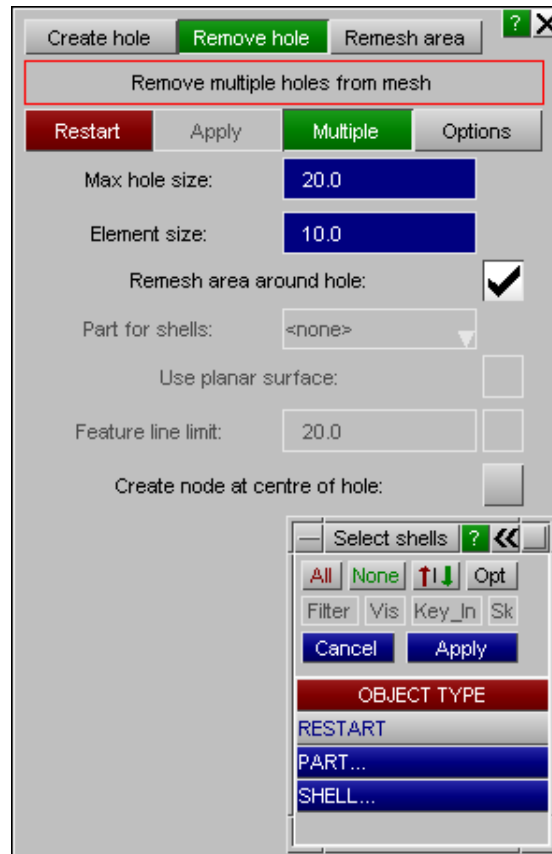 ?
Create hole Remove hole Remesh area
Remove multiple holes from mesh
Restart Apply Multiple Options
Max hole size: 20.0
Element size: 10.0
Remesh area around hole:
Part for shells: <none>
Use planar surface:
Feature line limit: 20.0
Create node at centre of hole:
Select shells ?
All None Opt
Filter Vis Key_In Sk
Cancel Apply
OBJECT TYPE
RESTART
PART...
SHELL...